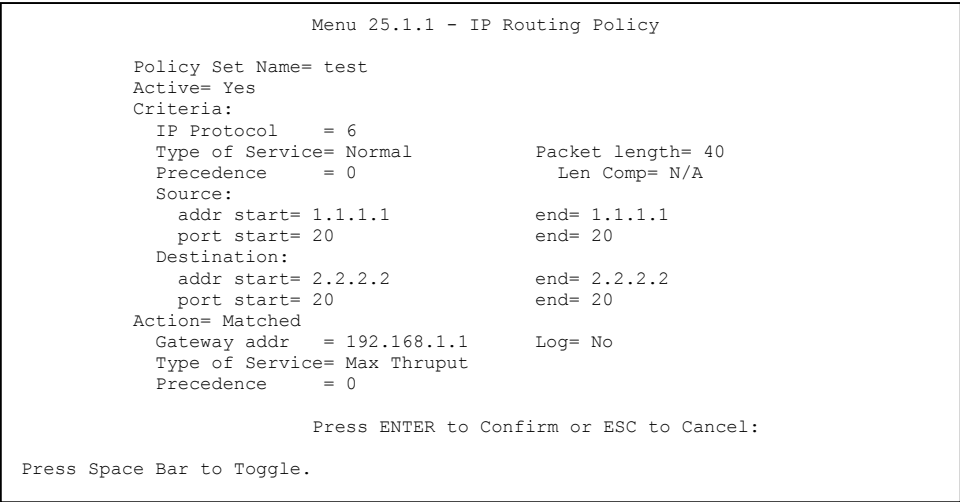 Menu 25.1.1 - IP Routing Policy
Policy Set Name= test
Active= Yes
Criteria:
IP Protocol = 6
Type of Service= Normal Packet length= 40
Precedence = 0 Len Comp= N/A
Source:
addr start= 1.1.1.1 end= 1.1.1.1
port start= 20 end= 20
Destination:
addr start= 2.2.2.2 end= 2.2.2.2
port start= 20 end= 20
Action= Matched
Gateway addr = 192.168.1.1 Log= No
Type of Service= Max Thruput
Precedence = 0
Press ENTER to Confirm or ESC to Cancel:
Press Space Bar to Toggle.